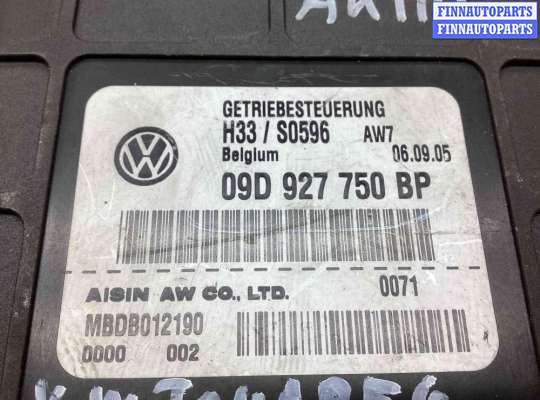 FINNAUTOPARTS
FINNAUTOPARTS
GETRIEBESTEUERUNG
H33 / S0596 AW7
Belgium 06.09.05
09D 927 750 BP
AISIN AW CO., LTD. 0071
MBDB012190
0000 002